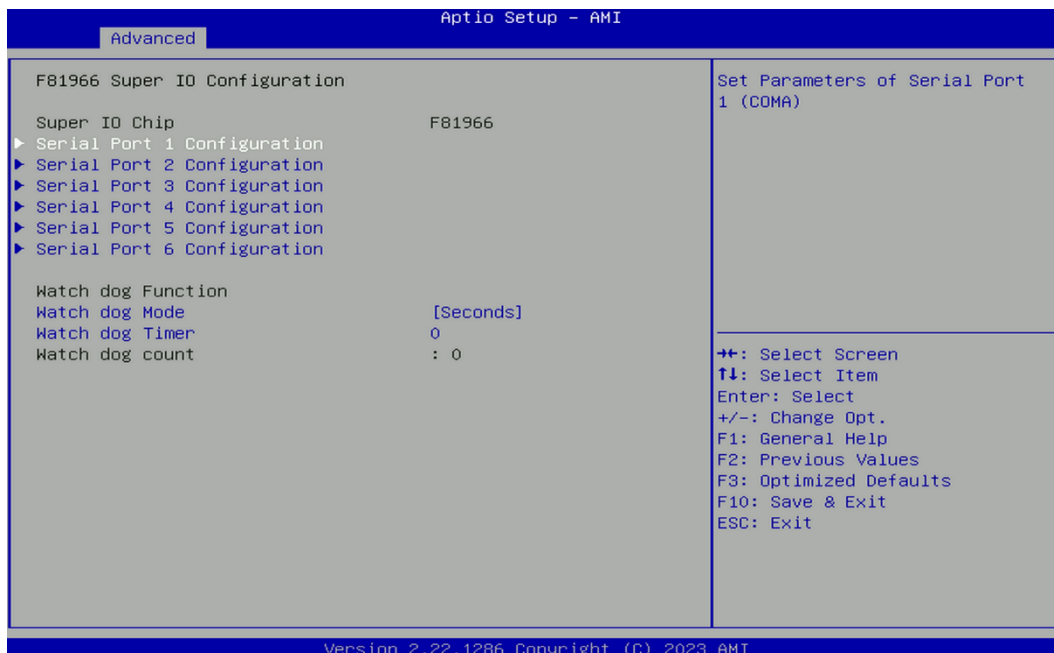 Aptio Setup – AMI
Advanced
F81966 Super IO Configuration
Super IO Chip F81966
▶ Serial Port 1 Configuration
▶ Serial Port 2 Configuration
▶ Serial Port 3 Configuration
▶ Serial Port 4 Configuration
▶ Serial Port 5 Configuration
▶ Serial Port 6 Configuration
Watch dog Function
Watch dog Mode [Seconds]
Watch dog Timer 0
Watch dog count : 0
Set Parameters of Serial Port
1 (COMA)
→←: Select Screen
↑↓: Select Item
Enter: Select
+/-: Change Opt.
F1: General Help
F2: Previous Values
F3: Optimized Defaults
F10: Save & Exit
ESC: Exit
Version 2.22.1286 Copyright (C) 2023 AMI